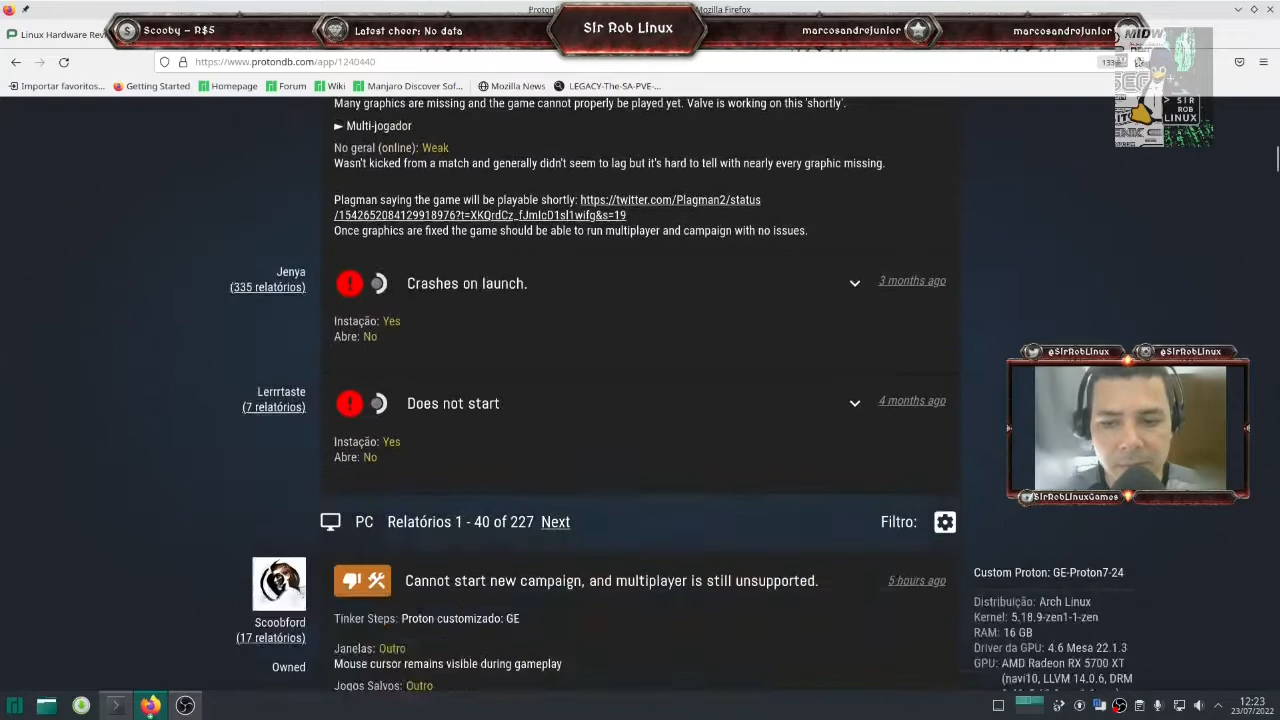 Proton
Mozilla Firefox
Scooby – R$5
Latest cheer: No data
Sir Rob Linux
marcosandrejunior
marcosandrejunior
Linux Hardware Rev
https://www.protondb.com/app/1240440
133%
Importar favoritos...
Getting Started
Homepage
Forum
Wiki
Manjaro Discover Sof...
Mozilla News
LEGACY-The-SA-PVE-...
> SIR
ROB
LINUX
Many graphics are missing and the game cannot properly be played yet. Valve is working on this 'shortly'.
► Multi-jogador
No geral (online): Weak
Wasn't kicked from a match and generally didn't seem to lag but it's hard to tell with nearly every graphic missing.
Plagman saying the game will be playable shortly: https://twitter.com/Plagman2/status
/1542652084129918976?t=XKQrdCz_fJmIcD1sl1wifg&s=19
Once graphics are fixed the game should be able to run multiplayer and campaign with no issues.
Jenya
(335 relatórios)
Crashes on launch.
3 months ago
Instação: Yes
Abre: No
@SirRobLinux
@SirRobLinux
Lerrrtaste
(7 relatórios)
Does not start
4 months ago
Instação: Yes
Abre: No
SirRobLinuxGames
PC Relatórios 1 - 40 of 227 Next
Filtro:
Scoobford
(17 relatórios)
Owned
Cannot start new campaign, and multiplayer is still unsupported.
5 hours ago
Tinker Steps: Proton customizado: GE
Janelas: Outro
Mouse cursor remains visible during gameplay
Jogos Salvos: Outro
Custom Proton: GE-Proton7-24
Distribuição: Arch Linux
Kernel: 5.18.9-zen1-1-zen
RAM: 16 GB
Driver da GPU: 4.6 Mesa 22.1.3
GPU: AMD Radeon RX 5700 XT
(navi10, LLVM 14.0.6, DRM
12:23
23/07/2022